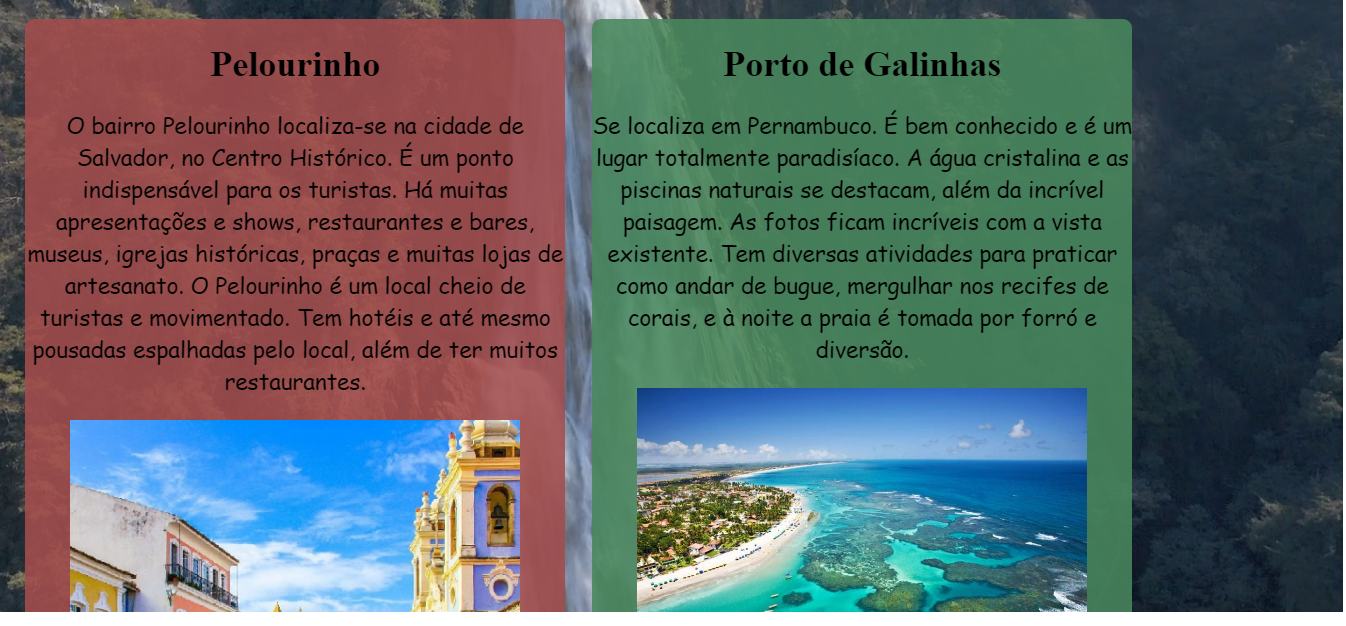 Pelourinho
O bairro Pelourinho localiza-se na cidade de
Salvador, no Centro Histórico. É um ponto
indispensável para os turistas. Há muitas
apresentações e shows, restaurantes e bares,
museus, igrejas históricas, praças e muitas lojas de
artesanato. O Pelourinho é um local cheio de
turistas e movimentado. Tem hotéis e até mesmo
pousadas espalhadas pelo local, além de ter muitos
restaurantes.
Porto de Galinhas
Se localiza em Pernambuco. É bem conhecido e é um
lugar totalmente paradisíaco. A água cristalina e as
piscinas naturais se destacam, além da incrível
paisagem. As fotos ficam incríveis com a vista
existente. Tem diversas atividades para praticar
como andar de bugue, mergulhar nos recifes de
corais, e à noite a praia é tomada por forró e
diversão.